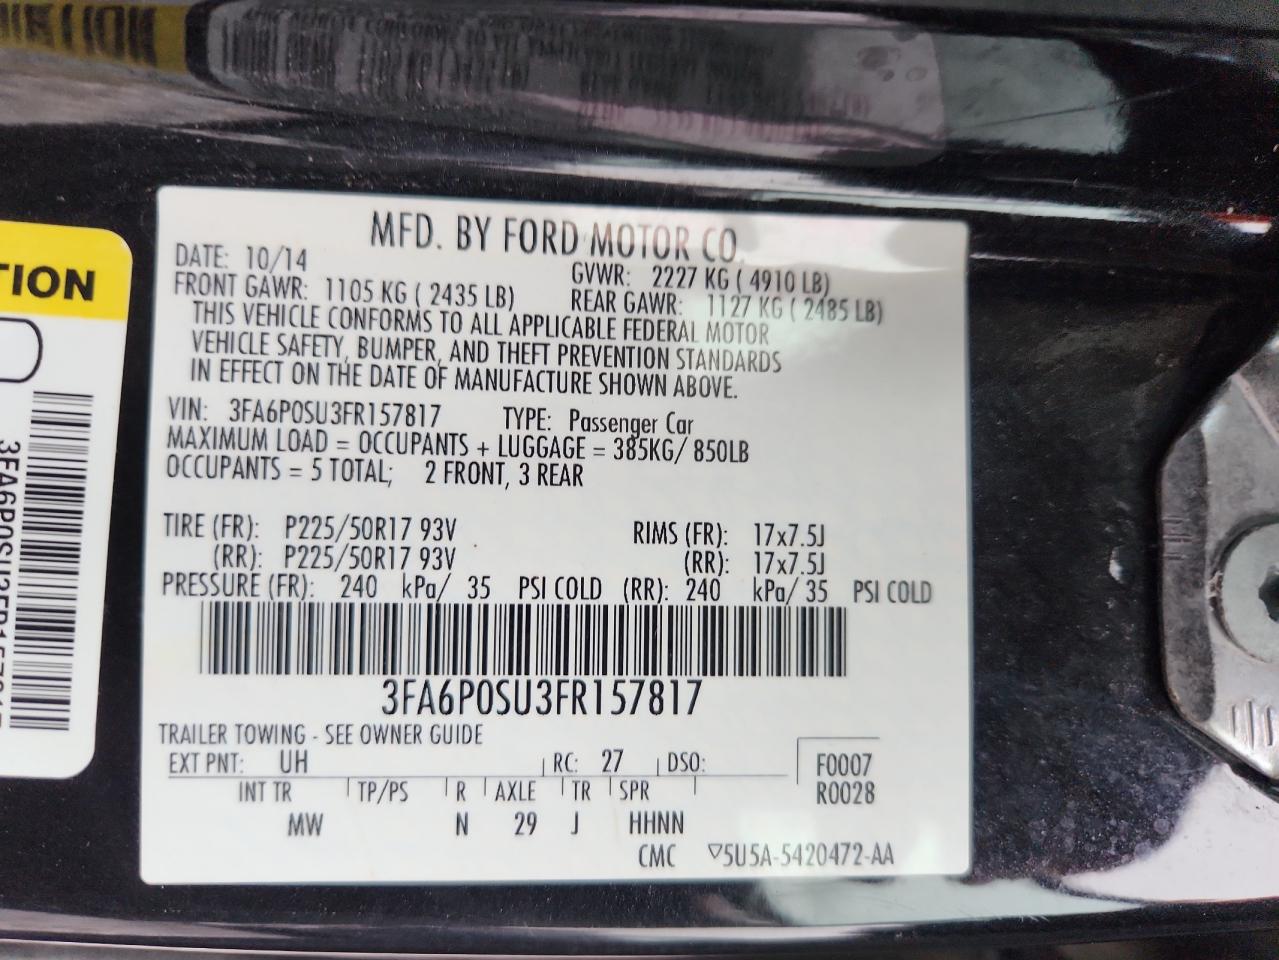 MFD. BY FORD MOTOR CO.
DATE: 10/14 GVWR: 2227 KG ( 4910 LB)
FRONT GAWR: 1105 KG ( 2435 LB) REAR GAWR: 1127 KG ( 2485 LB)
THIS VEHICLE CONFORMS TO ALL APPLICABLE FEDERAL MOTOR
VEHICLE SAFETY, BUMPER, AND THEFT PREVENTION STANDARDS
IN EFFECT ON THE DATE OF MANUFACTURE SHOWN ABOVE.
VIN: 3FA6P0SU3FR157817 TYPE: Passenger Car
MAXIMUM LOAD = OCCUPANTS + LUGGAGE = 385KG/ 850LB
OCCUPANTS = 5 TOTAL; 2 FRONT, 3 REAR
TIRE (FR): P225/50R17 93V RIMS (FR): 17x7.5J
(RR): P225/50R17 93V (RR): 17x7.5J
PRESSURE (FR): 240 kPa/ 35 PSI COLD (RR): 240 kPa/ 35 PSI COLD
3FA6P0SU3FR157817
TRAILER TOWING - SEE OWNER GUIDE
EXT PNT: UH RC: 27 DSO: F0007
INT TR TP/PS R AXLE TR SPR R0028
MW N 29 J HHNN
CMC ▽5U5A-5420472-AA
TION
3FA6P0SU3FR157817